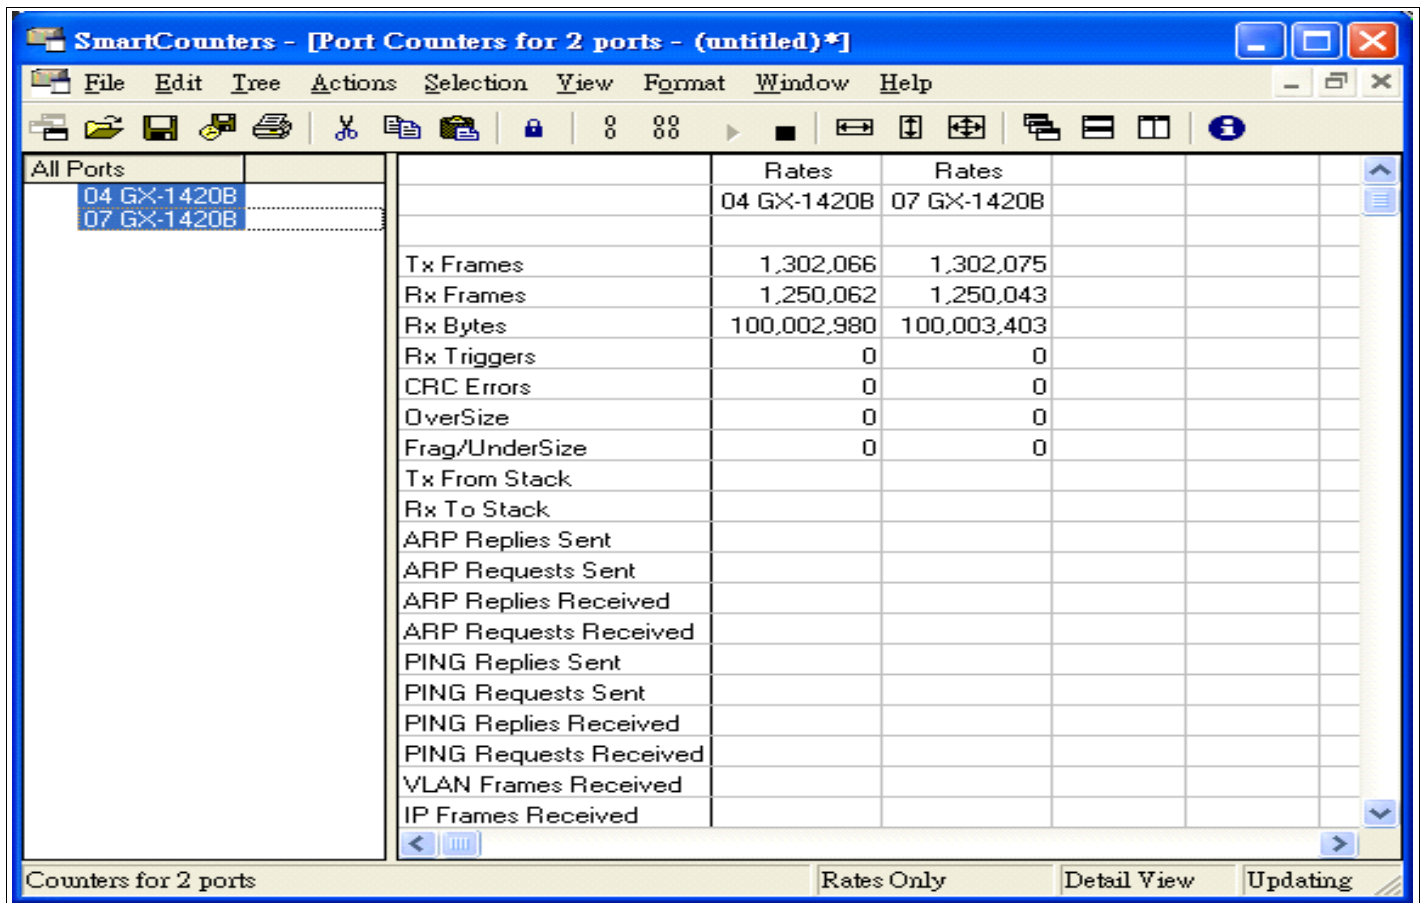 SmartCounters - [Port Counters for 2 ports - (untitled)*]
File Edit Tree Actions Selection View Format Window Help
All Ports
04 GX-1420B
07 GX-1420B
Rates Rates
04 GX-1420B 07 GX-1420B
Tx Frames 1,302,066 1,302,075
Rx Frames 1,250,062 1,250,043
Rx Bytes 100,002,980 100,003,403
Rx Triggers 0 0
CRC Errors 0 0
OverSize 0 0
Frag/UnderSize 0 0
Tx From Stack
Rx To Stack
ARP Replies Sent
ARP Requests Sent
ARP Replies Received
ARP Requests Received
PING Replies Sent
PING Requests Sent
PING Replies Received
PING Requests Received
VLAN Frames Received
IP Frames Received
Counters for 2 ports Rates Only Detail View Updating